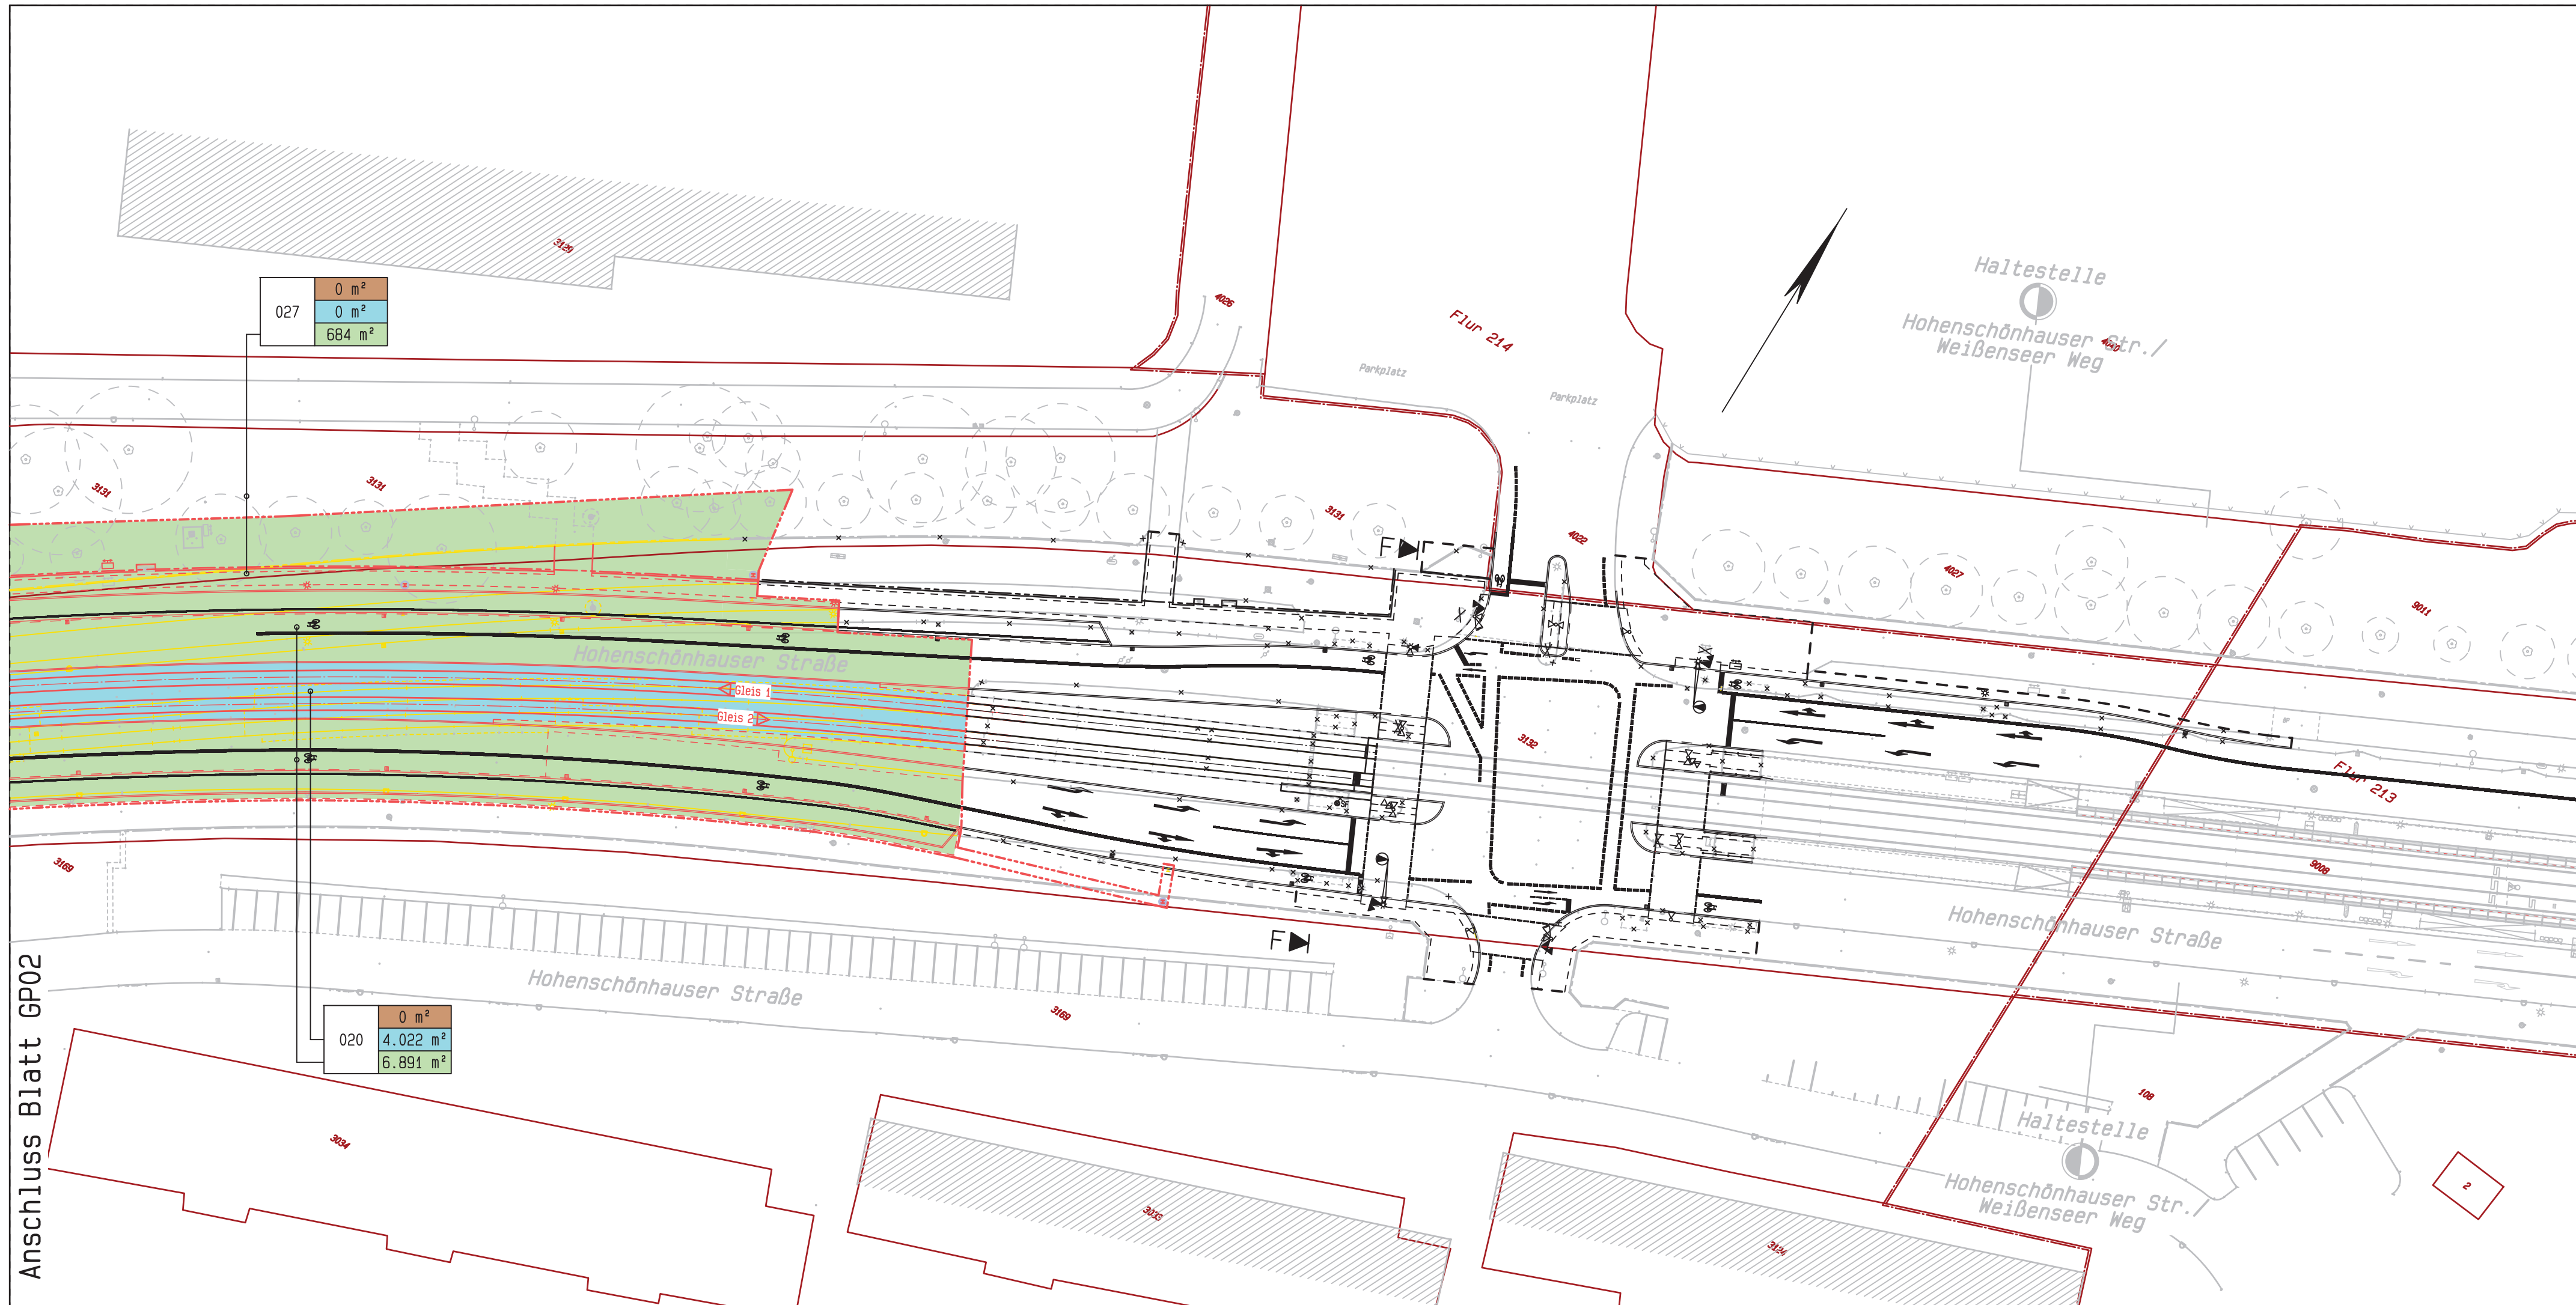 3129
027
0 m²
0 m²
684 m²
4026
Flur 214
Haltestelle
Hohenschönhauser Str./
Weißenseer Weg
4040
Parkplatz
Parkplatz
3131
3131
3131
F
4022
4027
9011
Hohenschönhauser Straße
Gleis 1
Gleis 2
3132
Flur 213
9008
3169
F
Hohenschönhauser Straße
Hohenschönhauser Straße
3169
Anschluss Blatt GP02
020
0 m²
4.022 m²
6.891 m²
108
Haltestelle
Hohenschönhauser Str./
Weißenseer Weg
2
3034
3033
3124